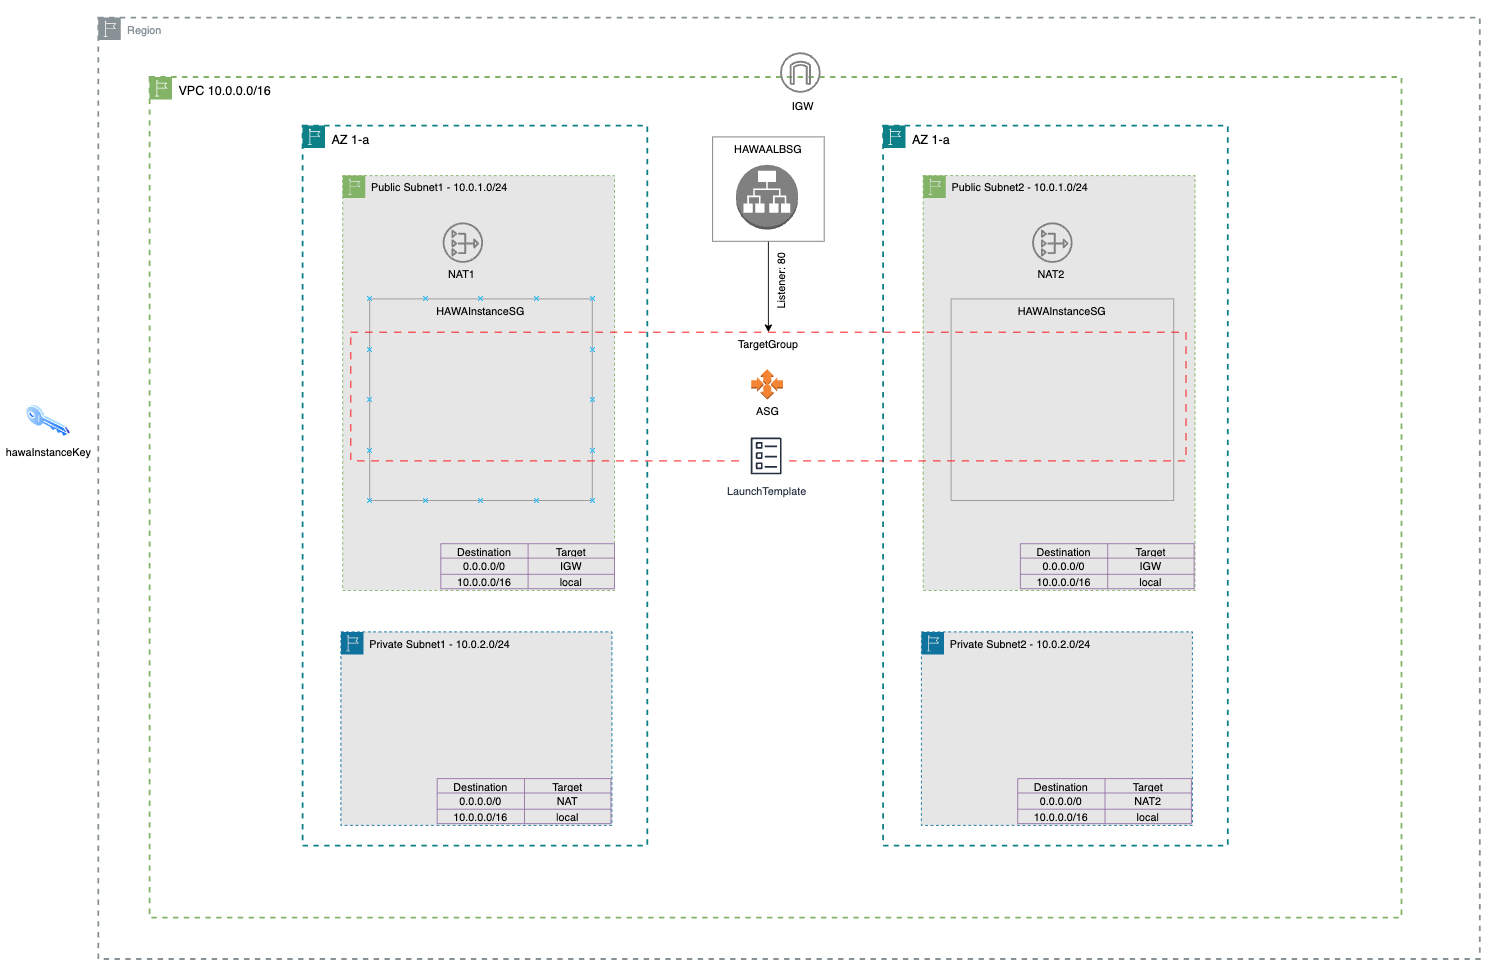 Region
VPC 10.0.0.0/16
IGW
AZ 1-a
Public Subnet1 - 10.0.1.0/24
NAT1
HAWAInstanceSG
Destination Target
0.0.0.0/0 IGW
10.0.0.0/16 local
Private Subnet1 - 10.0.2.0/24
Destination Target
0.0.0.0/0 NAT
10.0.0.0/16 local
HAWAALBSG
Listener: 80
TargetGroup
ASG
LaunchTemplate
AZ 1-a
Public Subnet2 - 10.0.1.0/24
NAT2
HAWAInstanceSG
Destination Target
0.0.0.0/0 IGW
10.0.0.0/16 local
Private Subnet2 - 10.0.2.0/24
Destination Target
0.0.0.0/0 NAT2
10.0.0.0/16 local
hawaInstanceKey